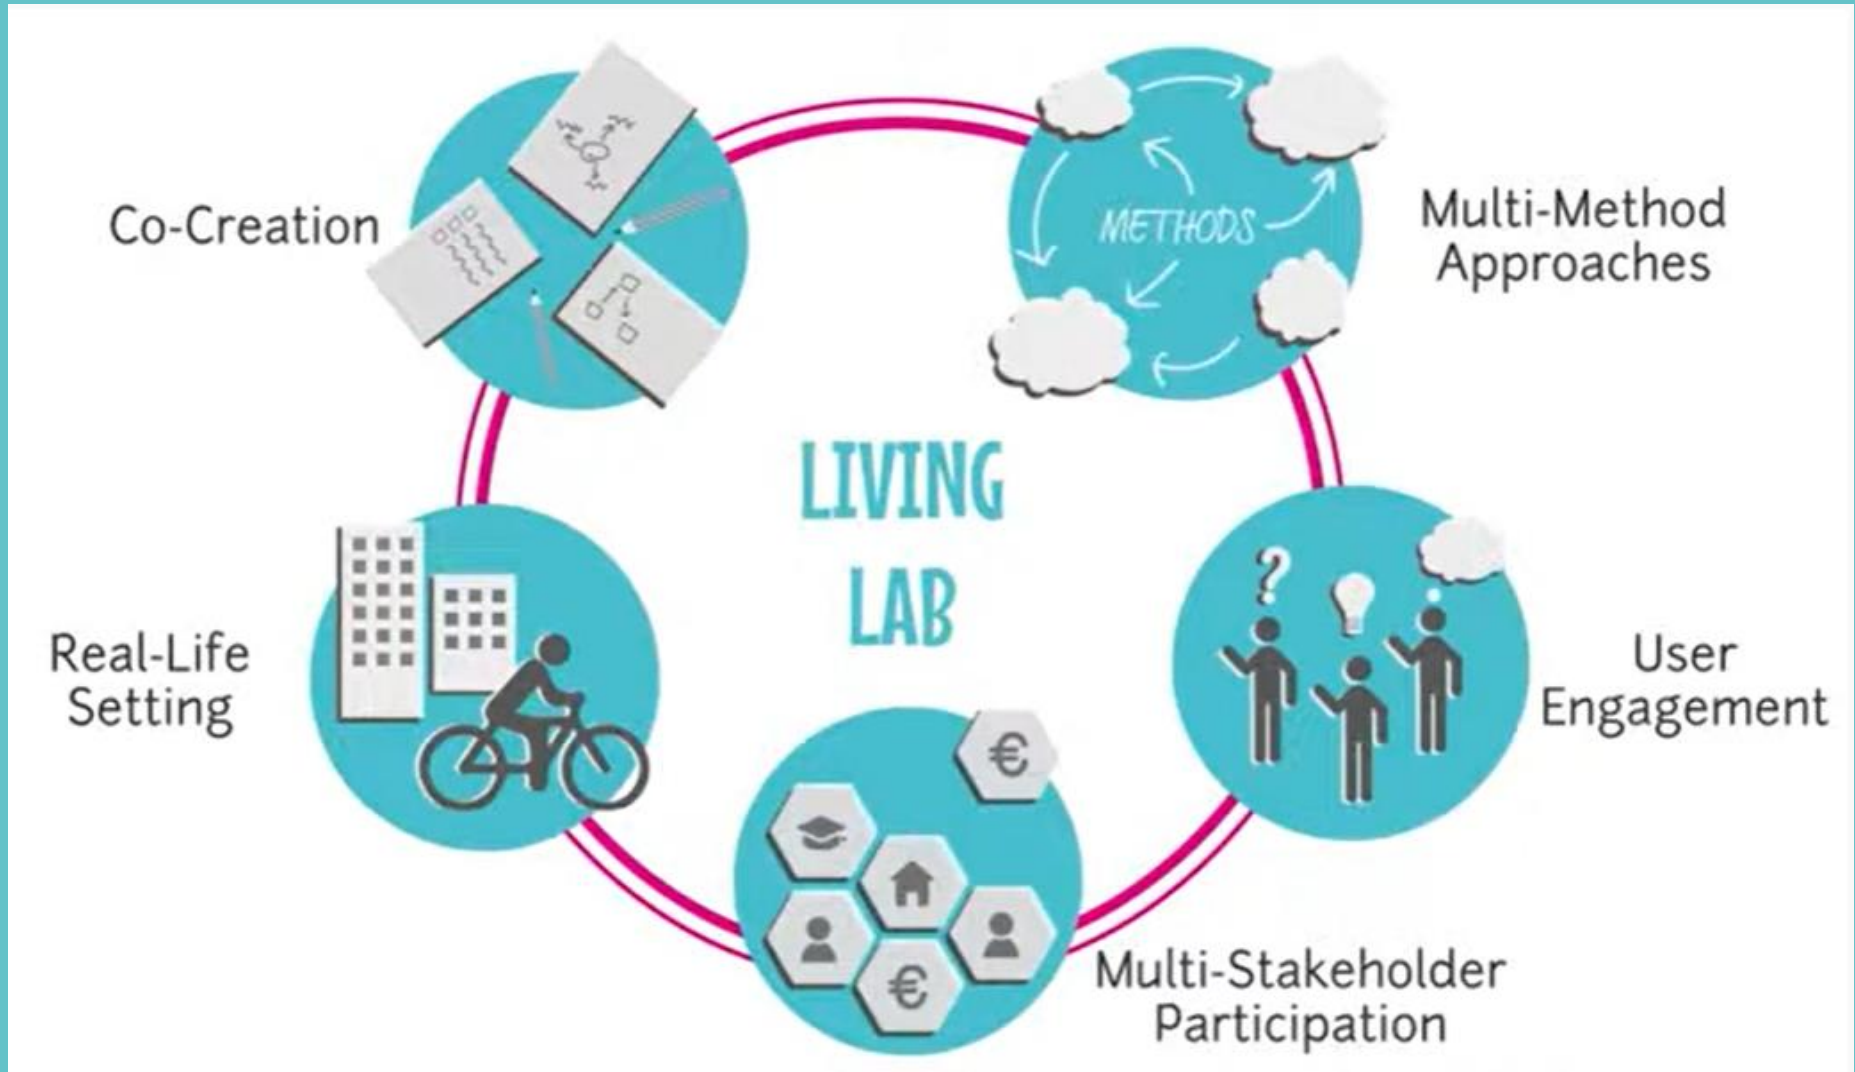 Co-Creation
METHODS
Multi-Method
Approaches
LIVING
LAB
Real-Life
Setting
?
User
Engagement
€
€
Multi-Stakeholder
Participation